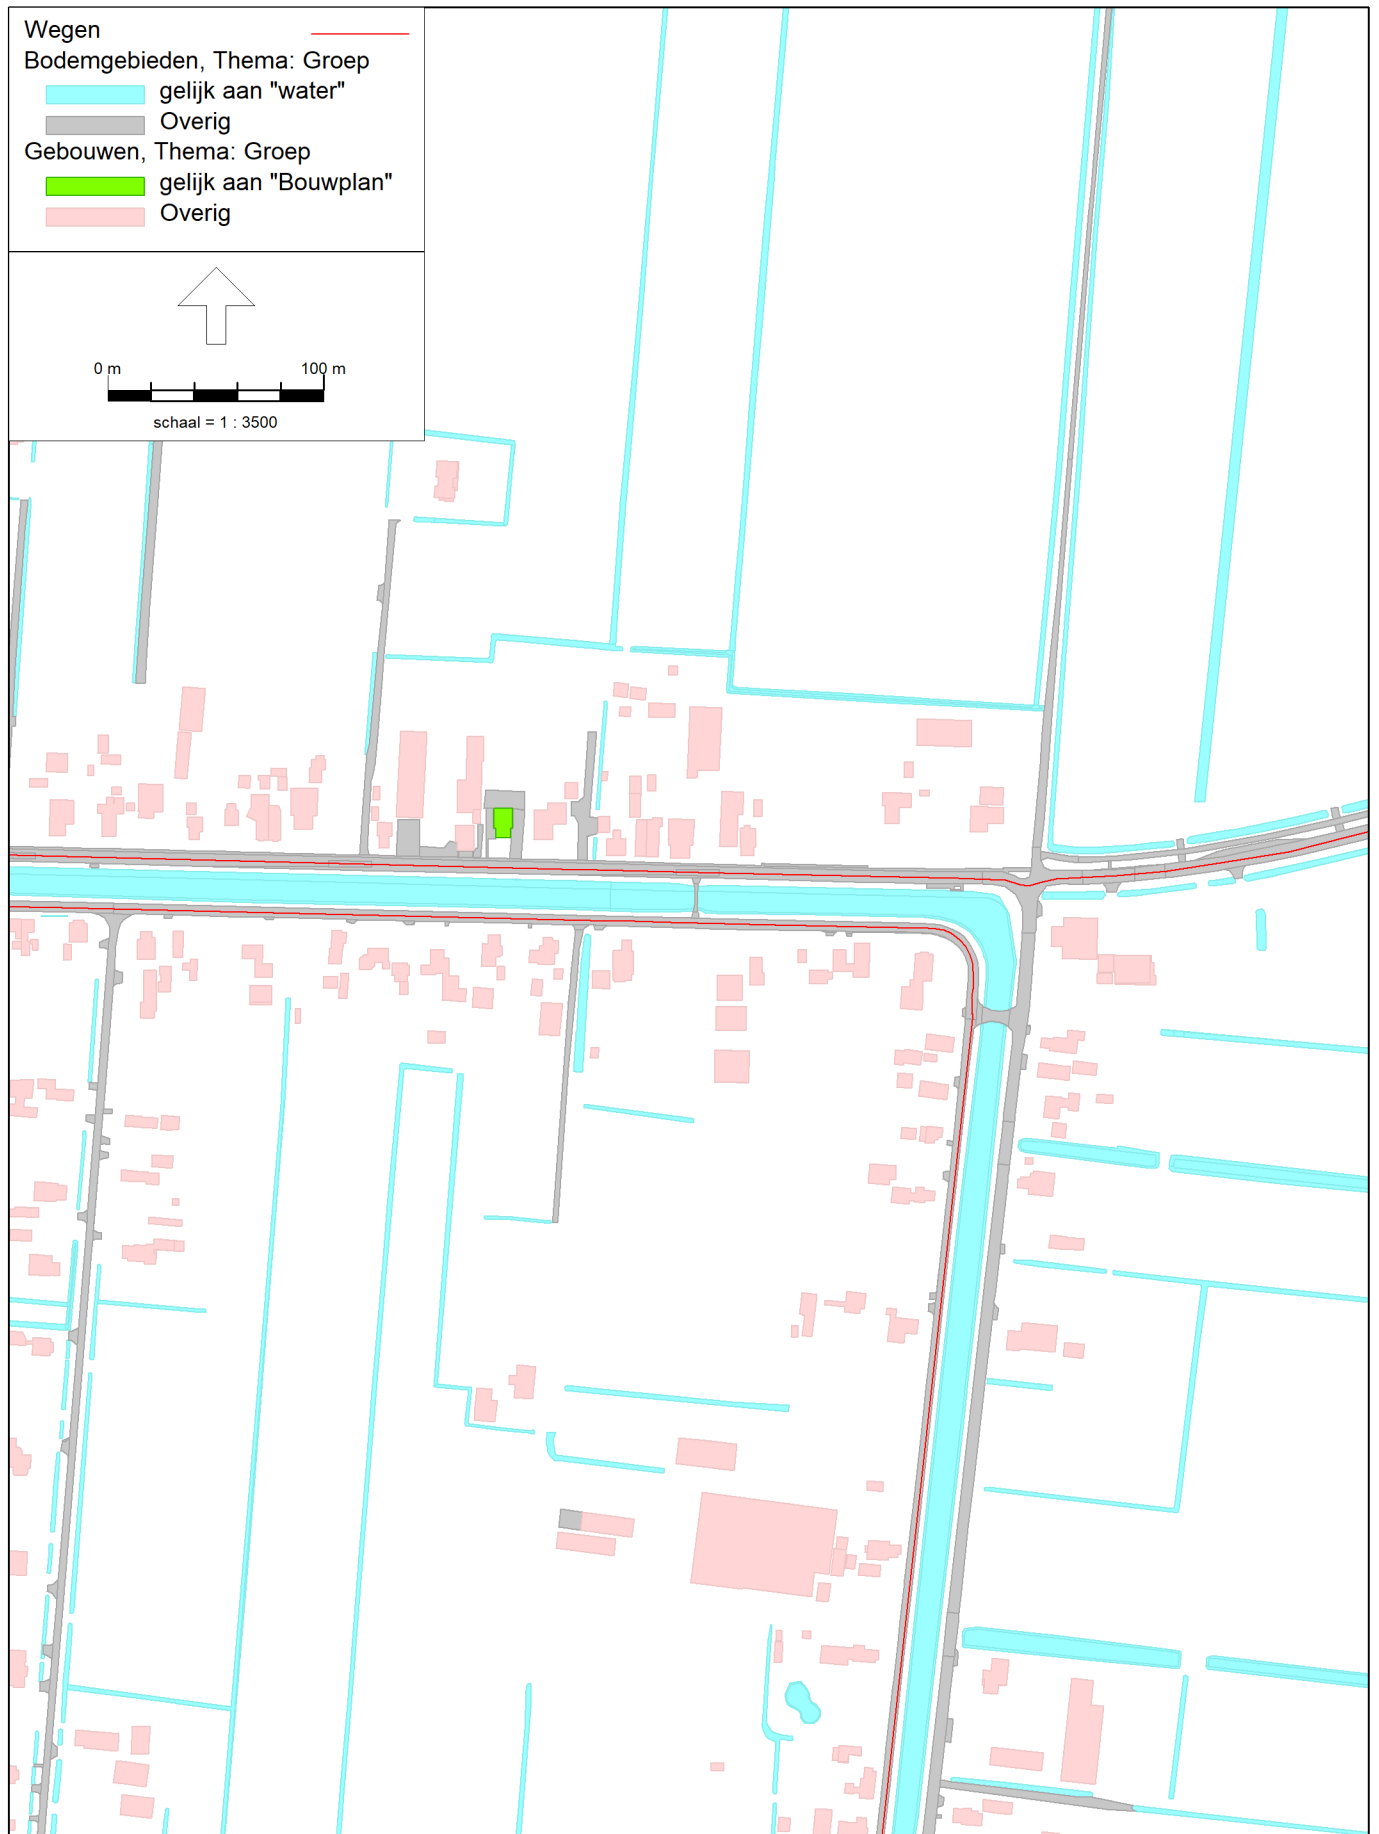 Wegen
Bodemgebieden, Thema: Groep
gelijk aan "water"
Overig
Gebouwen, Thema: Groep
gelijk aan "Bouwplan"
Overig
0 m 100 m
schaal = 1 : 3500